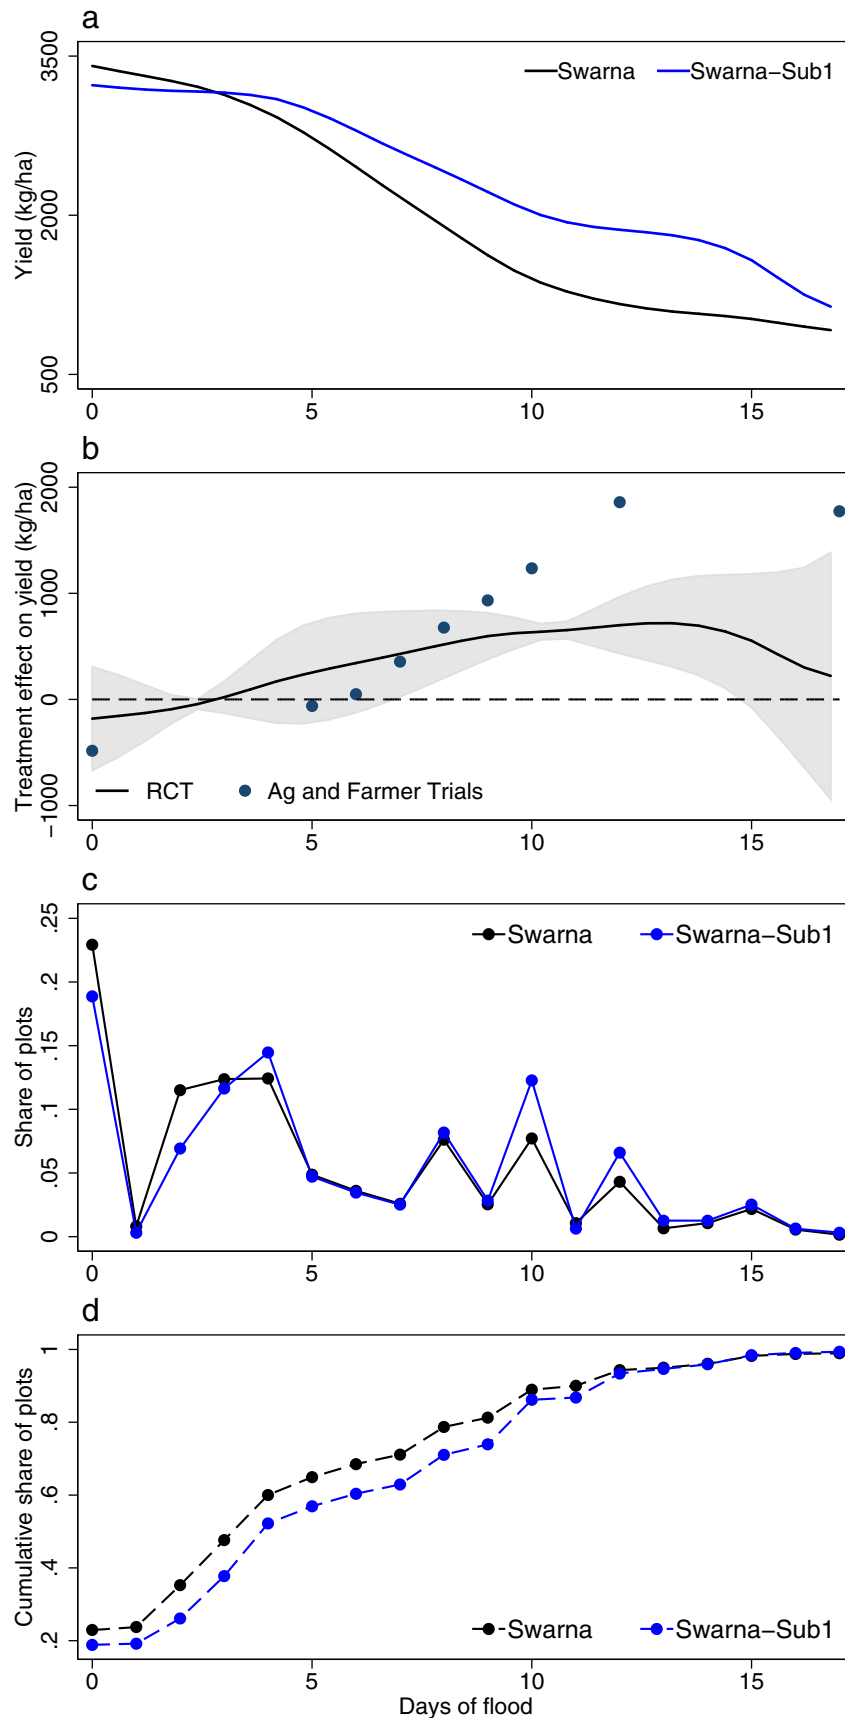 a
Yield (kg/ha)
3500
2000
500
Swarna
Swarna−Sub1
0 5 10 15
b
Treatment effect on yield (kg/ha)
2000
1000
0
−1000
RCT
Ag and Farmer Trials
0 5 10 15
c
Share of plots
.25
.2
.15
.1
.05
0
Swarna
Swarna−Sub1
0 5 10 15
d
Cumulative share of plots
1
.8
.6
.4
.2
Swarna
Swarna−Sub1
0 5 10 15
Days of flood